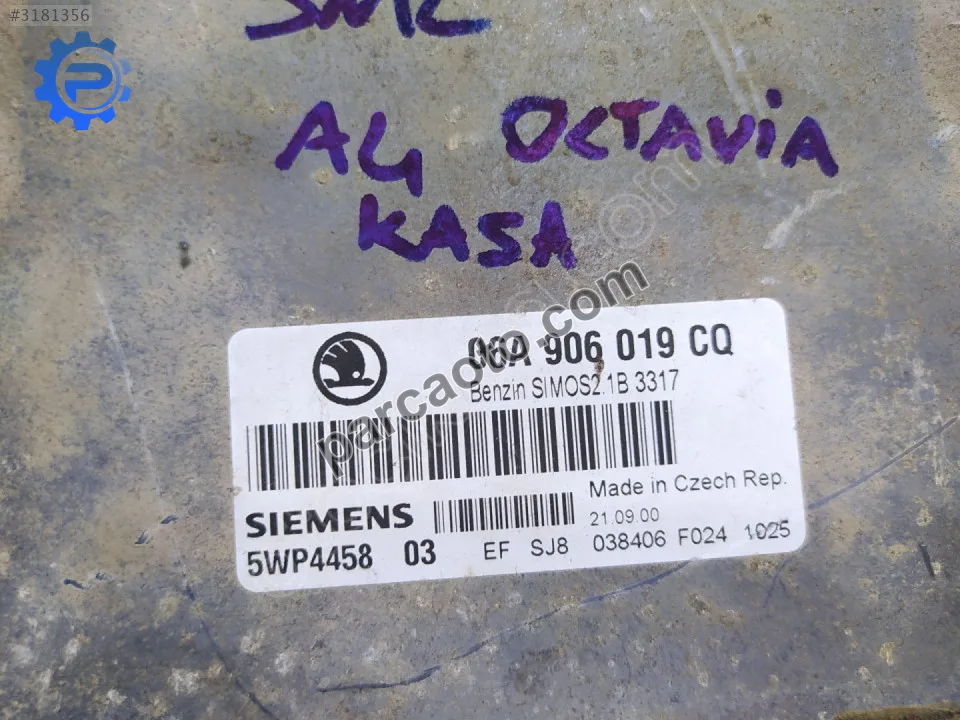 #3181356
A4 OCTAVIA
KASA
06A 906 019 CQ
Benzin SIMOS2.1B 3317
parcaoto.com
Made in Czech Rep.
SIEMENS
21.09.00
5WP4458 03 EF SJ8 038406 F024 1025